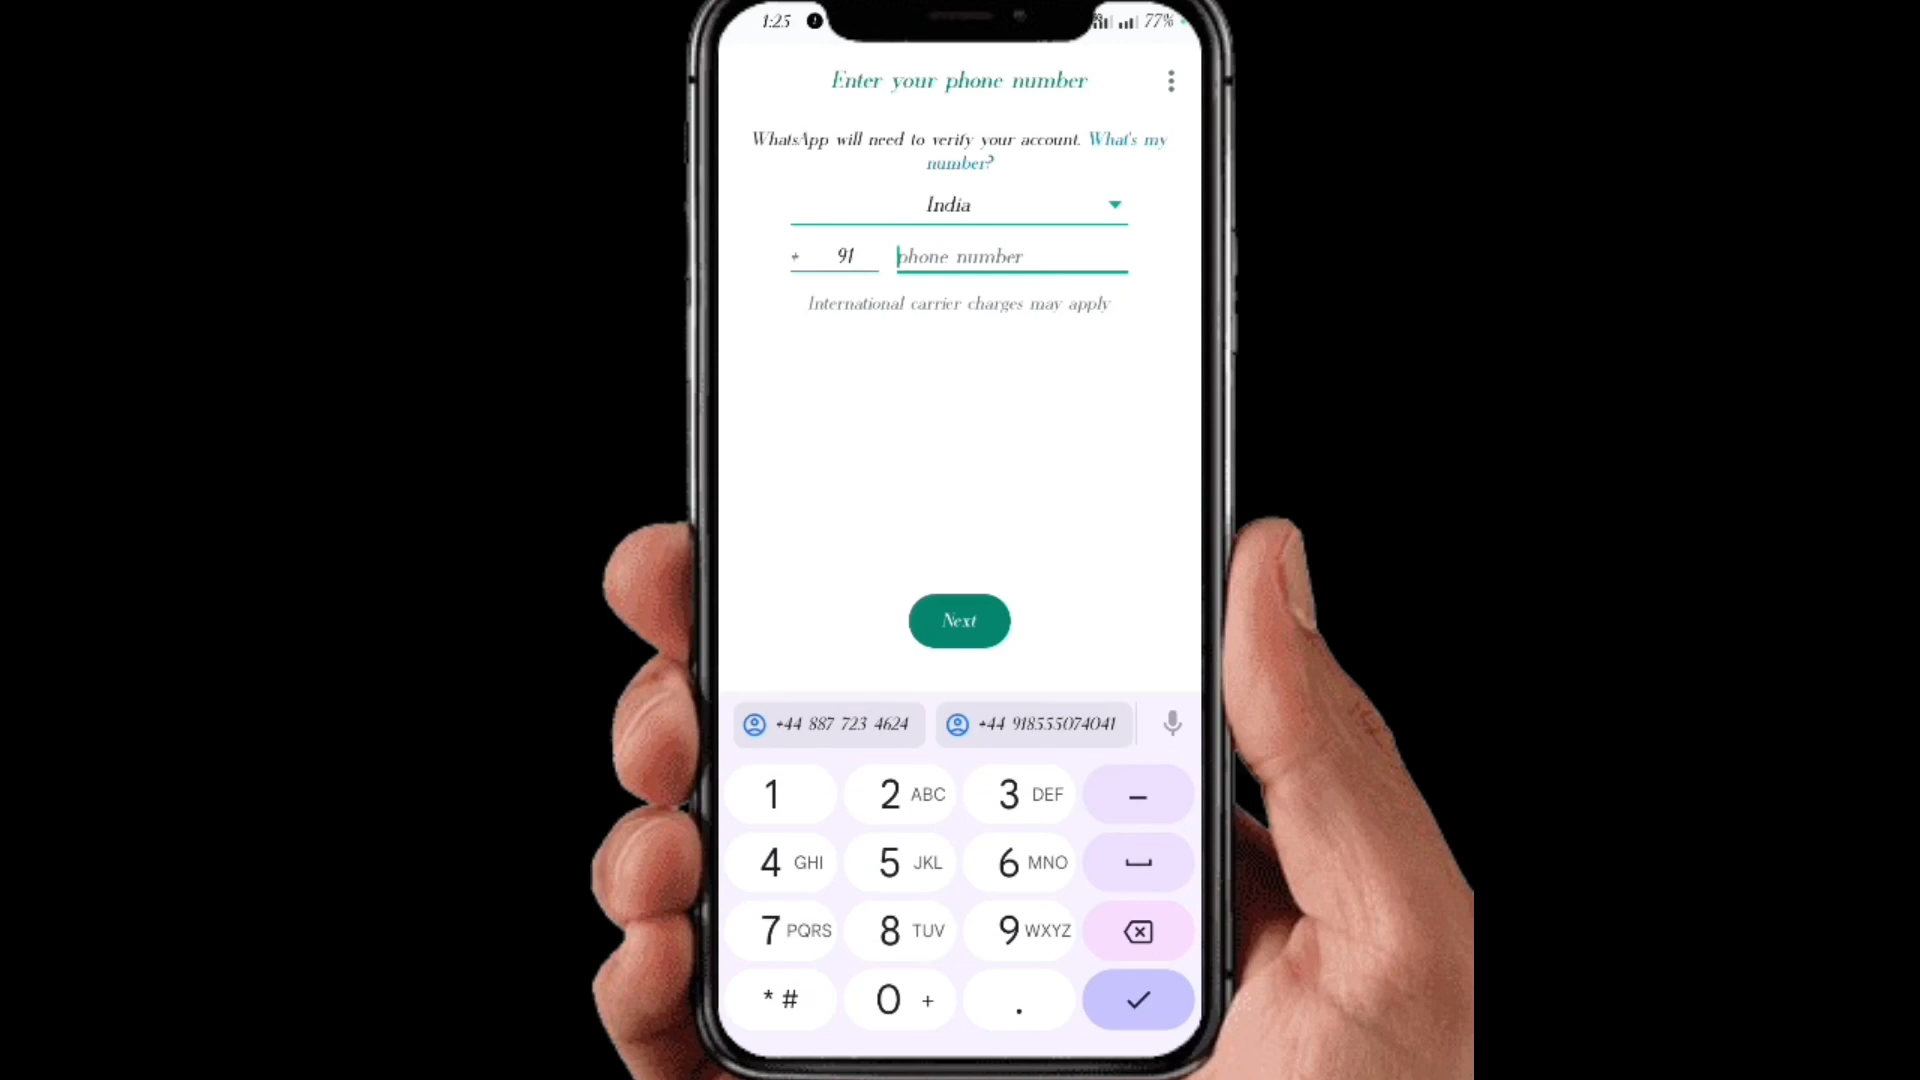 1:25 77%
Enter your phone number
WhatsApp will need to verify your account. What's my
number?
India
+ 91 phone number
International carrier charges may apply
Next
+44 887 723 4624 +44 918555074041
1 2 ABC 3 DEF –
4 GHI 5 JKL 6 MNO
7 PQRS 8 TUV 9 WXYZ
* # 0 + .